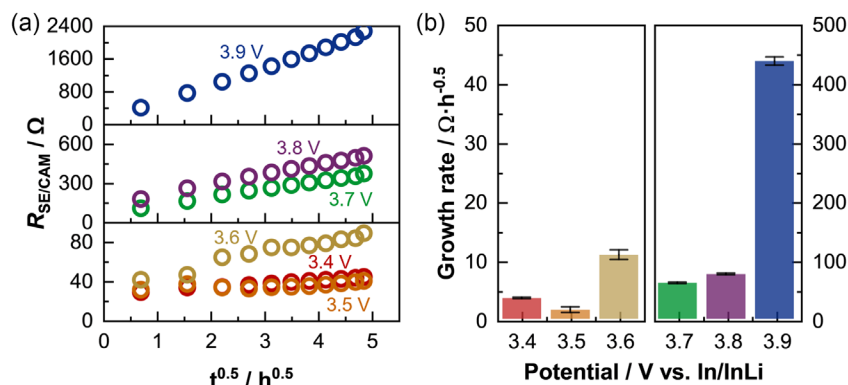 (a)
2400
1600
800
0
600
300
0
80
40
0
R_SE/CAM / Ω
3.9 V
3.8 V
3.7 V
3.6 V
3.4 V
3.5 V
0 1 2 3 4 5
t^0.5 / h^0.5
(b)
50
40
30
20
10
0
Growth rate / Ω·h^-0.5
500
400
300
200
100
0
3.4 3.5 3.6 3.7 3.8 3.9
Potential / V vs. In/InLi